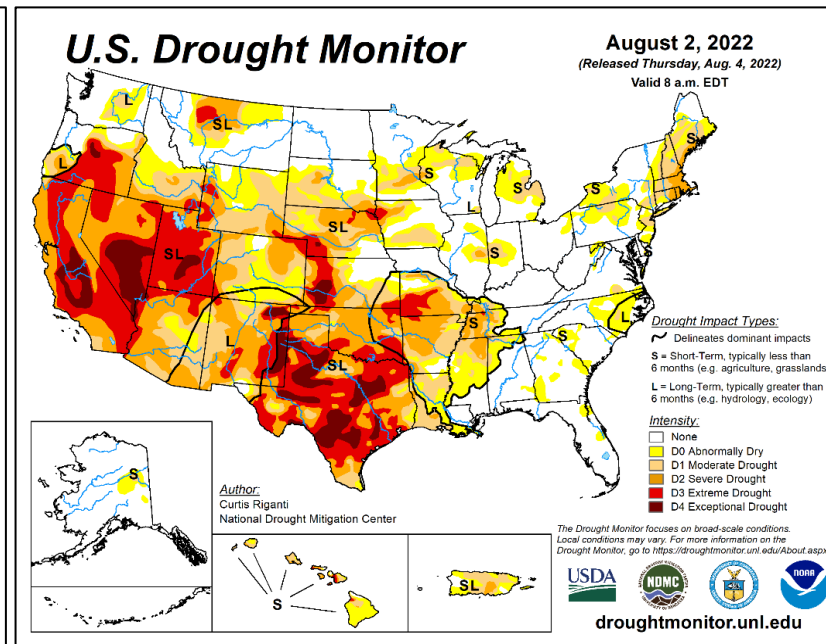 U.S. Drought Monitor
August 2, 2022
(Released Thursday, Aug. 4, 2022)
Valid 8 a.m. EDT
L
SL
L
S
S
S
S
L
SL
SL
S
S
L
S
S
L
SL
Drought Impact Types:
Delineates dominant impacts
S = Short-Term, typically less than
6 months (e.g. agriculture, grasslands
L = Long-Term, typically greater than
6 months (e.g. hydrology, ecology)
Intensity:
None
D0 Abnormally Dry
D1 Moderate Drought
D2 Severe Drought
D3 Extreme Drought
D4 Exceptional Drought
S
Author:
Curtis Riganti
National Drought Mitigation Center
S
SL
The Drought Monitor focuses on broad-scale conditions.
Local conditions may vary. For more information on the
Drought Monitor, go to https://droughtmonitor.unl.edu/About.aspx
USDA
NDMC
NOAA
droughtmonitor.unl.edu